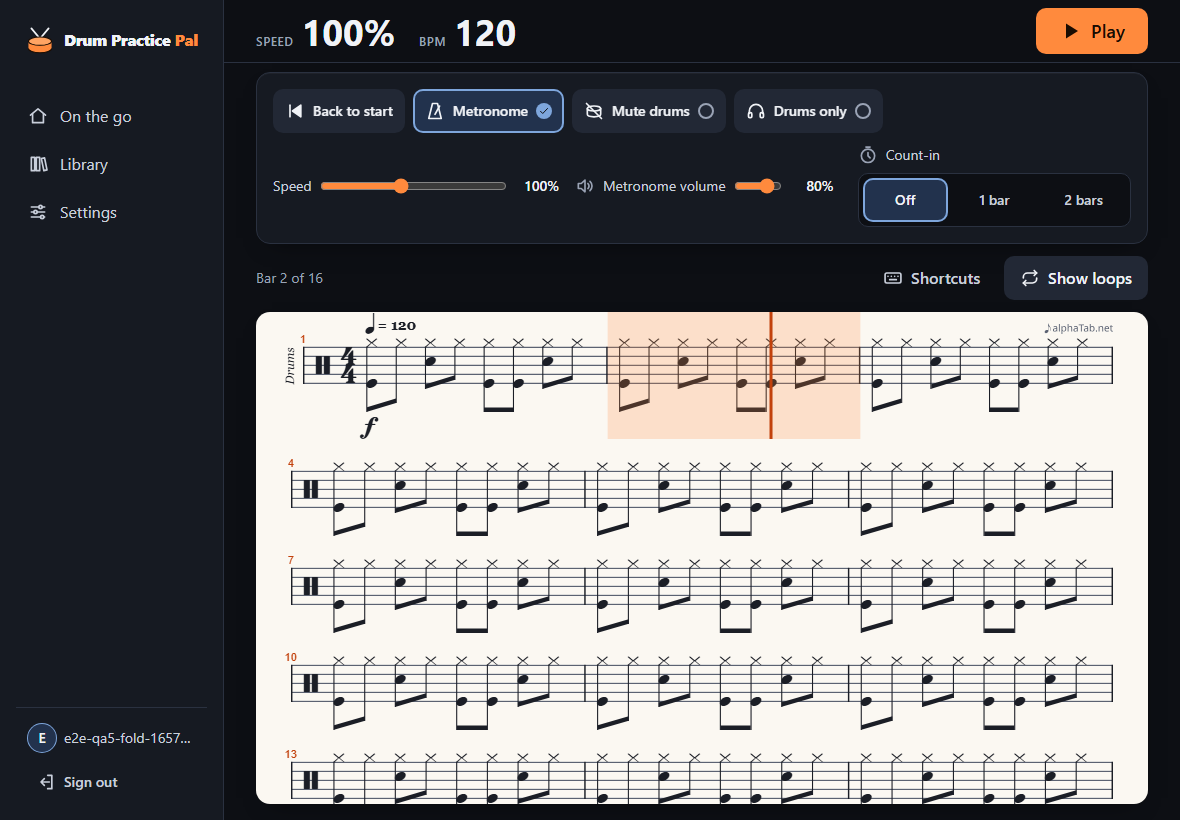 Drum Practice Pal
SPEED 100% BPM 120
Play
On the go
Library
Settings
Back to start
Metronome
Mute drums
Drums only
Speed
100%
Metronome volume
80%
Count-in
Off
1 bar
2 bars
Bar 2 of 16
Shortcuts
Show loops
= 120
alphaTab.net
1
Drums
4
4
f
4
7
10
13
E
e2e-qa5-fold-1657...
Sign out